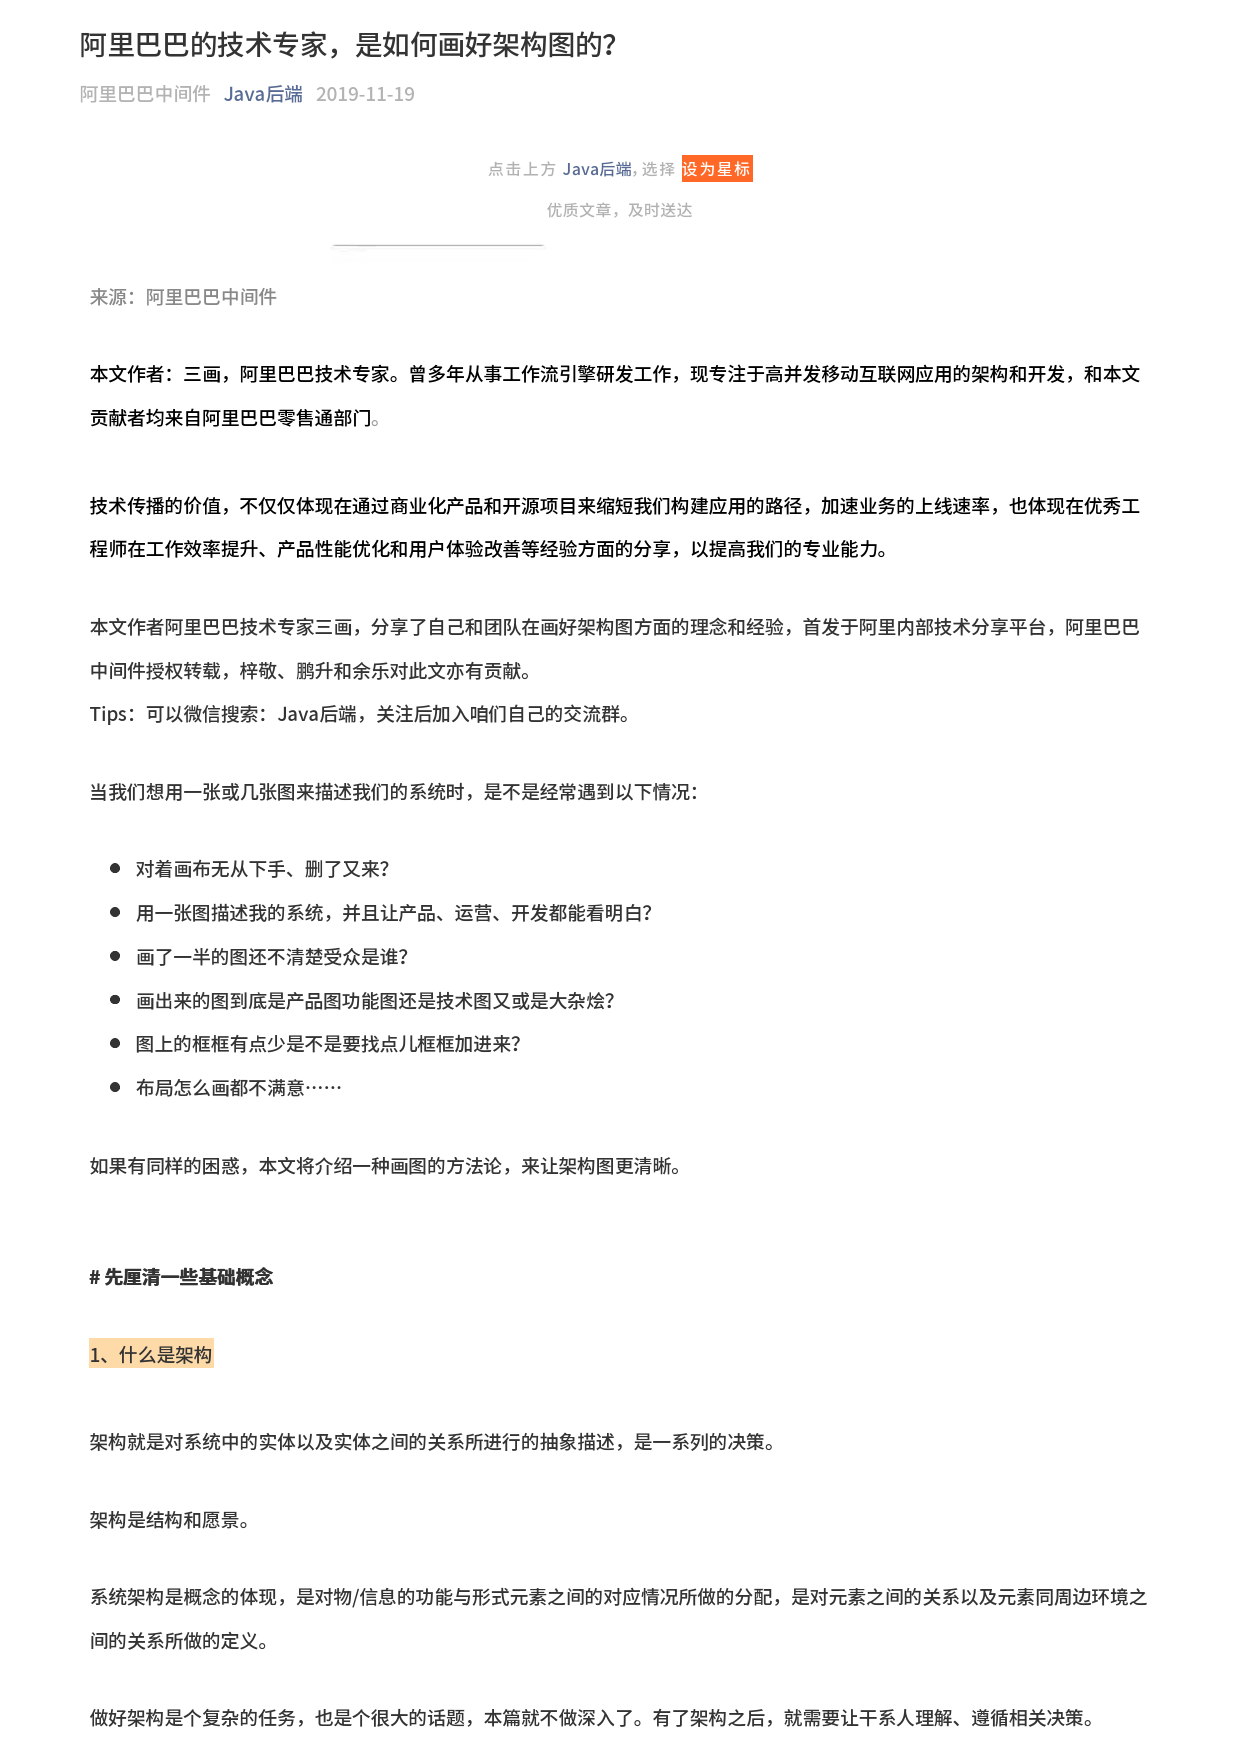 阿里巴巴的技术专家，是如何画好架构图的？
阿里巴巴中间件 Java后端 2019-11-19
点击上方 Java后端, 选择 设为星标
优质文章，及时送达
来源：阿里巴巴中间件
本文作者：三画，阿里巴巴技术专家。曾多年从事工作流引擎研发工作，现专注于高并发移动互联网应用的架构和开发，和本文
贡献者均来自阿里巴巴零售通部门。
技术传播的价值，不仅仅体现在通过商业化产品和开源项目来缩短我们构建应用的路径，加速业务的上线速率，也体现在优秀工
程师在工作效率提升、产品性能优化和用户体验改善等经验方面的分享，以提高我们的专业能力。
本文作者阿里巴巴技术专家三画，分享了自己和团队在画好架构图方面的理念和经验，首发于阿里内部技术分享平台，阿里巴巴
中间件授权转载，梓敬、鹏升和余乐对此文亦有贡献。
Tips：可以微信搜索：Java后端，关注后加入咱们自己的交流群。
当我们想用一张或几张图来描述我们的系统时，是不是经常遇到以下情况：
● 对着画布无从下手、删了又来？
● 用一张图描述我的系统，并且让产品、运营、开发都能看明白？
● 画了一半的图还不清楚受众是谁？
● 画出来的图到底是产品图功能图还是技术图又或是大杂烩？
● 图上的框框有点少是不是要找点儿框框加进来？
● 布局怎么画都不满意……
如果有同样的困惑，本文将介绍一种画图的方法论，来让架构图更清晰。
# 先厘清一些基础概念
1、什么是架构
架构就是对系统中的实体以及实体之间的关系所进行的抽象描述，是一系列的决策。
架构是结构和愿景。
系统架构是概念的体现，是对物/信息的功能与形式元素之间的对应情况所做的分配，是对元素之间的关系以及元素同周边环境之
间的关系所做的定义。
做好架构是个复杂的任务，也是个很大的话题，本篇就不做深入了。有了架构之后，就需要让干系人理解、遵循相关决策。